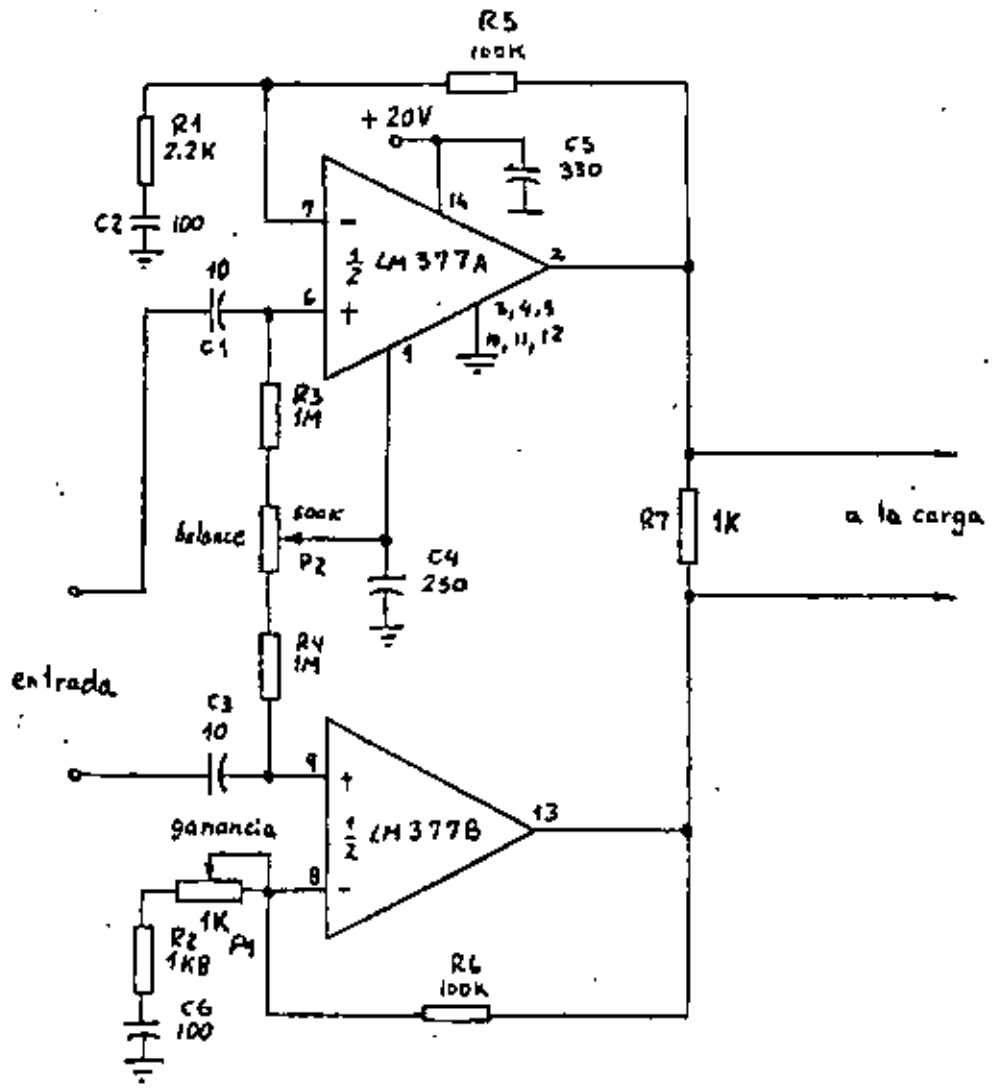 R5
100K
+ 20V
R1
2.2K
C5
330
14
C2 100
7
-
1/2 LM377A
2
10
6
+
C1
3, 4, 5
10, 11, 12
1
R3
1M
500K
balance
P2
C4
250
R7
1K
a la carga
R4
1M
entrada
C3
10
9
+
13
ganancia
1/2 LM377B
8
-
1K
P1
R2
1K8
R6
100K
C6
100